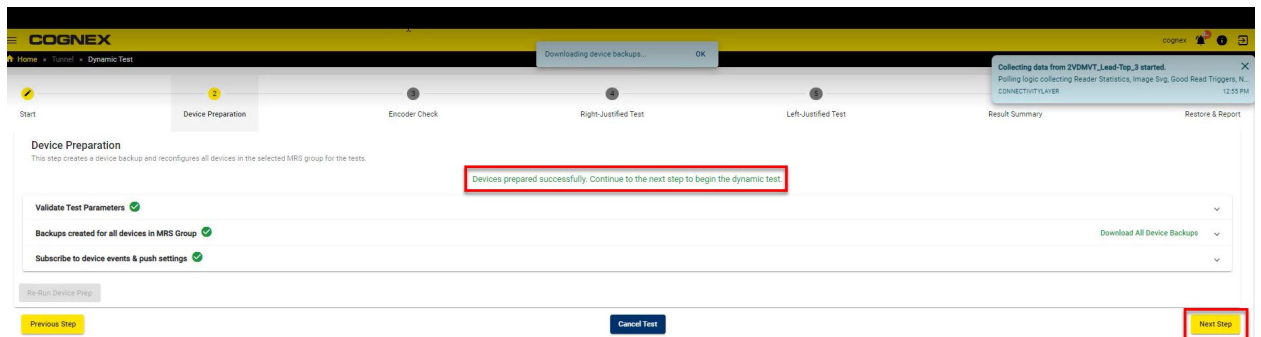 COGNEX
cognex
Downloading device backups... OK
Home • Tunnel • Dynamic Test
Collecting data from 2VDMVT_Lead-Top_3 started.
Polling logic collecting Reader Statistics, Image Svg, Good Read Triggers, N...
CONNECTIVITYLAYER 12:55 PM
2 3 4 5
Start Device Preparation Encoder Check Right-Justified Test Left-Justified Test Result Summary Restore & Report
Device Preparation
This step creates a device backup and reconfigures all devices in the selected MRS group for the tests.
Devices prepared successfully. Continue to the next step to begin the dynamic test.
Validate Test Parameters
Backups created for all devices in MRS Group Download All Device Backups
Subscribe to device events & push settings
Re-Run Device Prep
Previous Step Cancel Test Next Step